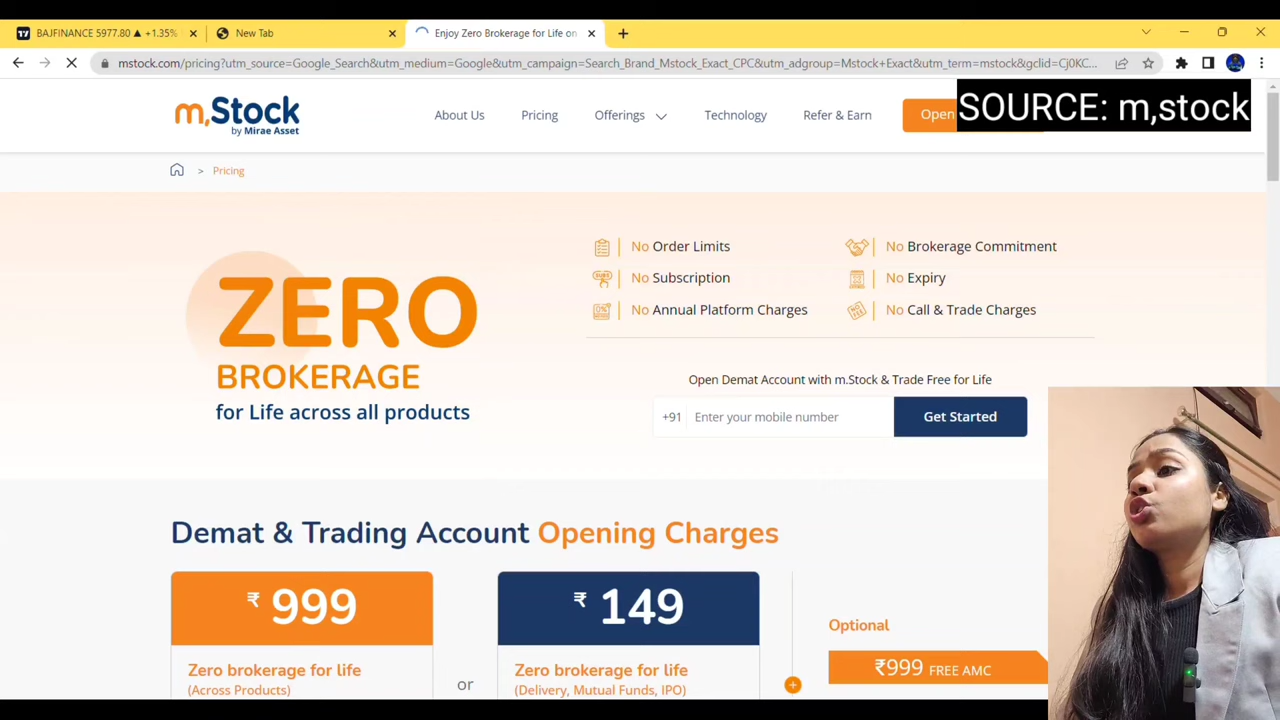 BAJFINANCE 5977.80 ▲ +1.35%
New Tab
Enjoy Zero Brokerage for Life on
mstock.com/pricing?utm_source=Google_Search&utm_medium=Google&utm_campaign=Search_Brand_Mstock_Exact_CPC&utm_adgroup=Mstock+Exact&utm_term=mstock&gclid=Cj0KC...
SOURCE: m,stock
m.Stock
by Mirae Asset
About Us
Pricing
Offerings
Technology
Refer & Earn
Open
> Pricing
ZERO
BROKERAGE
for Life across all products
No Order Limits
No Brokerage Commitment
No Subscription
No Expiry
No Annual Platform Charges
No Call & Trade Charges
Open Demat Account with m.Stock & Trade Free for Life
+91 Enter your mobile number
Get Started
Demat & Trading Account Opening Charges
₹ 999
Zero brokerage for life
(Across Products)
or
₹ 149
Zero brokerage for life
(Delivery, Mutual Funds, IPO)
Optional
₹999 FREE AMC